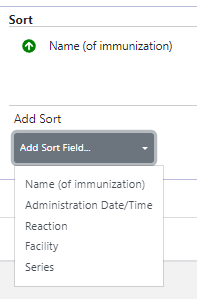 Sort
Name (of immunization)
Add Sort
Add Sort Field...
Name (of immunization)
Administration Date/Time
Reaction
Facility
Series